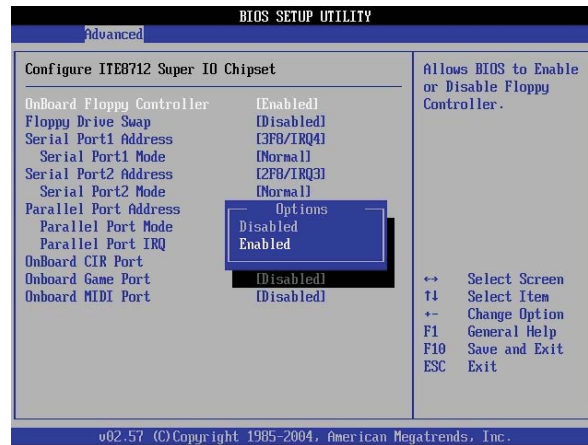 BIOS SETUP UTILITY
Advanced
Configure ITE8712 Super IO Chipset
OnBoard Floppy Controller [Enabled]
Floppy Drive Swap [Disabled]
Serial Port1 Address [3F8/IRQ4]
Serial Port1 Mode [Normal]
Serial Port2 Address [2F8/IRQ3]
Serial Port2 Mode [Normal]
Parallel Port Address
Parallel Port Mode
Parallel Port IRQ
OnBoard CIR Port
Onboard Game Port [Disabled]
Onboard MIDI Port [Disabled]
Options
Disabled
Enabled
Allows BIOS to Enable
or Disable Floppy
Controller.
↔ Select Screen
↑↓ Select Item
+- Change Option
F1 General Help
F10 Save and Exit
ESC Exit
v02.57 (C)Copyright 1985-2004, American Megatrends, Inc.